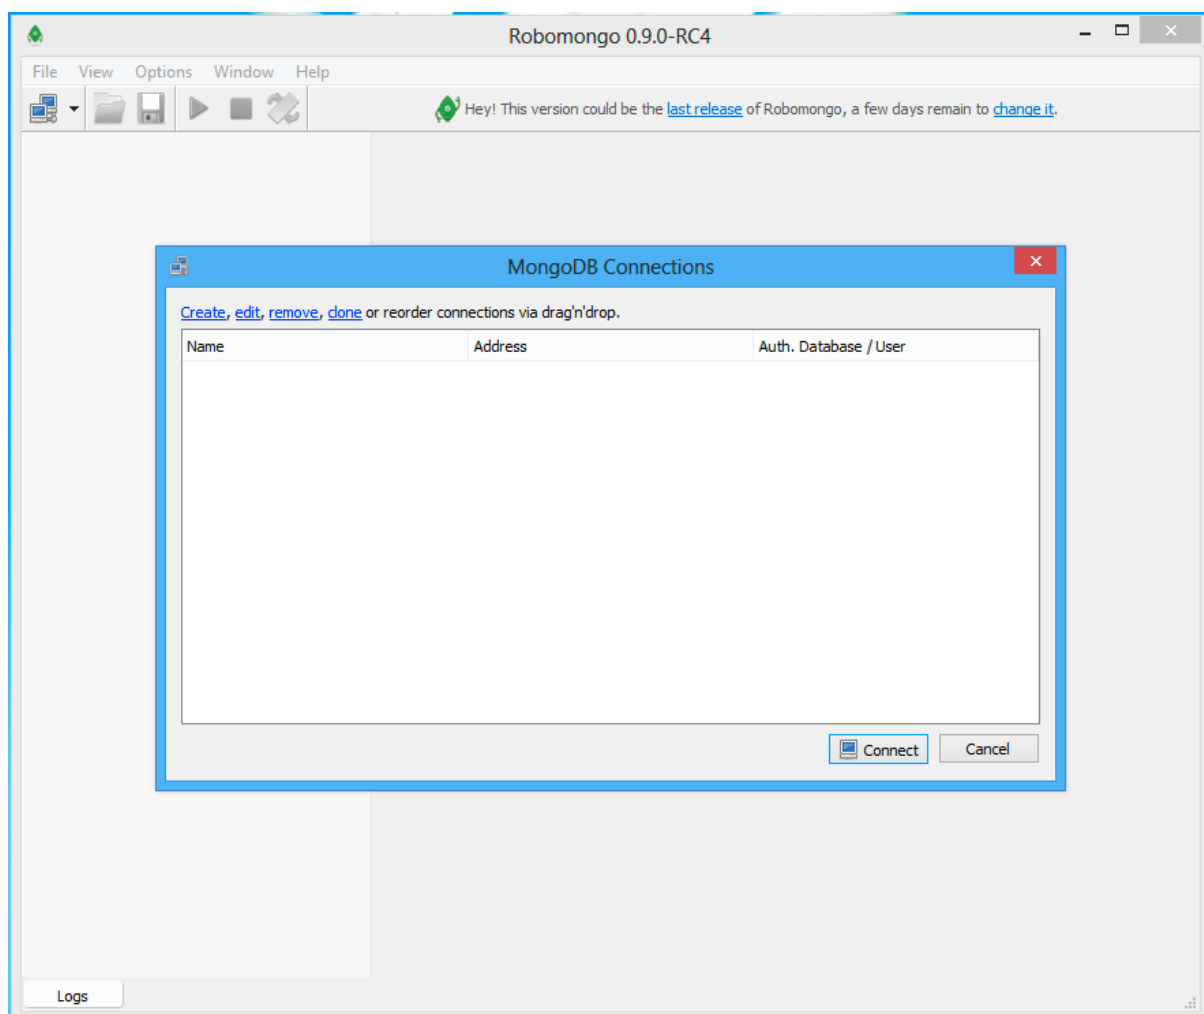 Robomongo 0.9.0-RC4
File View Options Window Help
Hey! This version could be the last release of Robomongo, a few days remain to change it.
MongoDB Connections
Create, edit, remove, clone or reorder connections via drag'n'drop.
Name Address Auth. Database / User
Connect Cancel
Logs